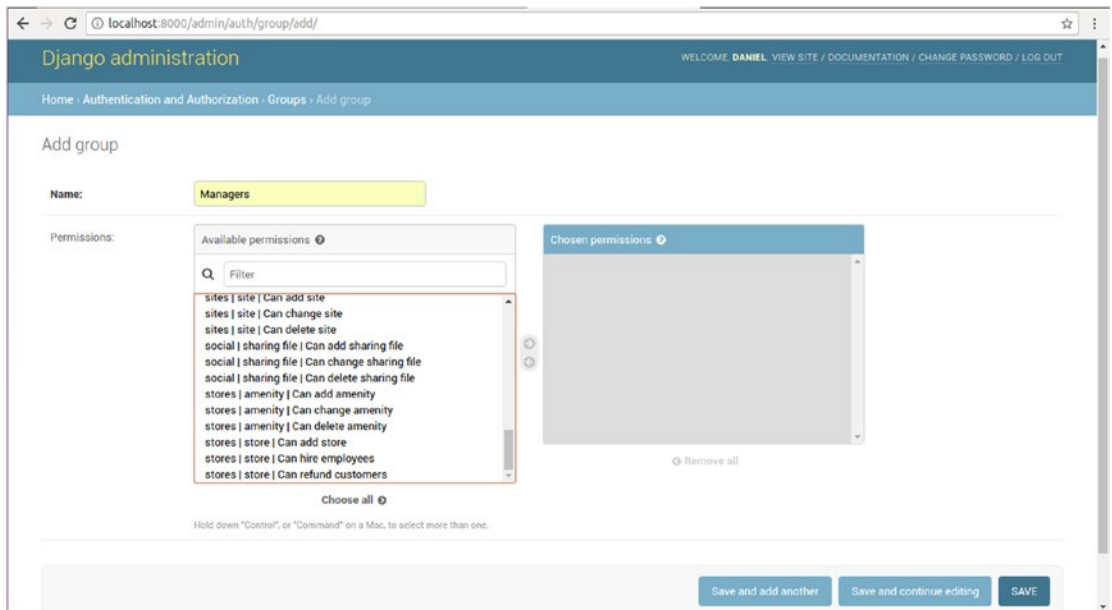 localhost:8000/admin/auth/group/add/
Django administration
WELCOME, DANIEL. VIEW SITE / DOCUMENTATION / CHANGE PASSWORD / LOG OUT
Home › Authentication and Authorization › Groups › Add group
Add group
Name:
Managers
Permissions:
Available permissions
Chosen permissions
Filter
sites | site | Can add site
sites | site | Can change site
sites | site | Can delete site
social | sharing file | Can add sharing file
social | sharing file | Can change sharing file
social | sharing file | Can delete sharing file
stores | amenity | Can add amenity
stores | amenity | Can change amenity
stores | amenity | Can delete amenity
stores | store | Can add store
stores | store | Can hire employees
stores | store | Can refund customers
Remove all
Choose all
Hold down "Control", or "Command" on a Mac, to select more than one.
Save and add another
Save and continue editing
SAVE